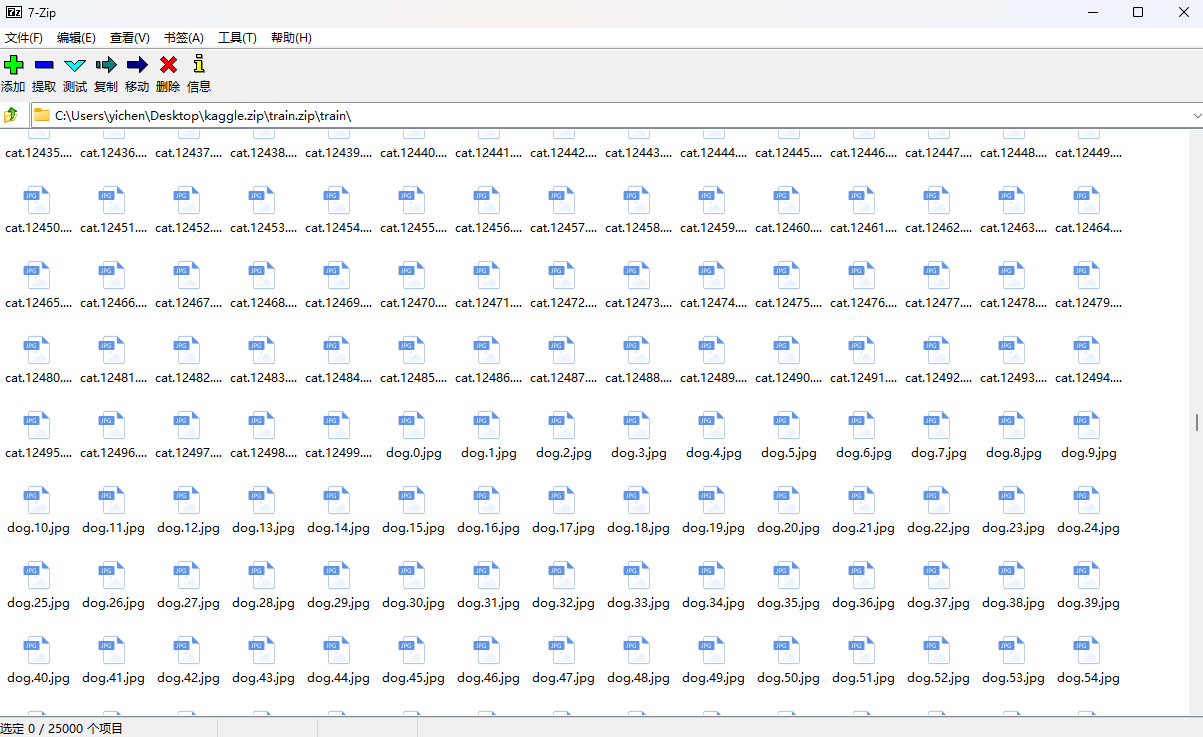 7z 7-Zip
文件(F) 编辑(E) 查看(V) 书签(A) 工具(T) 帮助(H)
添加 提取 测试 复制 移动 删除 信息
C:\Users\yichen\Desktop\kaggle.zip\train.zip\train\
cat.12435.... cat.12436.... cat.12437.... cat.12438.... cat.12439.... cat.12440.... cat.12441.... cat.12442.... cat.12443.... cat.12444.... cat.12445.... cat.12446.... cat.12447.... cat.12448.... cat.12449....
JPG JPG JPG JPG JPG JPG JPG JPG JPG JPG JPG JPG JPG JPG JPG
cat.12450.... cat.12451.... cat.12452.... cat.12453.... cat.12454.... cat.12455.... cat.12456.... cat.12457.... cat.12458.... cat.12459.... cat.12460.... cat.12461.... cat.12462.... cat.12463.... cat.12464....
JPG JPG JPG JPG JPG JPG JPG JPG JPG JPG JPG JPG JPG JPG JPG
cat.12465.... cat.12466.... cat.12467.... cat.12468.... cat.12469.... cat.12470.... cat.12471.... cat.12472.... cat.12473.... cat.12474.... cat.12475.... cat.12476.... cat.12477.... cat.12478.... cat.12479....
JPG JPG JPG JPG JPG JPG JPG JPG JPG JPG JPG JPG JPG JPG JPG
cat.12480.... cat.12481.... cat.12482.... cat.12483.... cat.12484.... cat.12485.... cat.12486.... cat.12487.... cat.12488.... cat.12489.... cat.12490.... cat.12491.... cat.12492.... cat.12493.... cat.12494....
JPG JPG JPG JPG JPG JPG JPG JPG JPG JPG JPG JPG JPG JPG JPG
cat.12495.... cat.12496.... cat.12497.... cat.12498.... cat.12499.... dog.0.jpg dog.1.jpg dog.2.jpg dog.3.jpg dog.4.jpg dog.5.jpg dog.6.jpg dog.7.jpg dog.8.jpg dog.9.jpg
JPG JPG JPG JPG JPG JPG JPG JPG JPG JPG JPG JPG JPG JPG JPG
dog.10.jpg dog.11.jpg dog.12.jpg dog.13.jpg dog.14.jpg dog.15.jpg dog.16.jpg dog.17.jpg dog.18.jpg dog.19.jpg dog.20.jpg dog.21.jpg dog.22.jpg dog.23.jpg dog.24.jpg
JPG JPG JPG JPG JPG JPG JPG JPG JPG JPG JPG JPG JPG JPG JPG
dog.25.jpg dog.26.jpg dog.27.jpg dog.28.jpg dog.29.jpg dog.30.jpg dog.31.jpg dog.32.jpg dog.33.jpg dog.34.jpg dog.35.jpg dog.36.jpg dog.37.jpg dog.38.jpg dog.39.jpg
JPG JPG JPG JPG JPG JPG JPG JPG JPG JPG JPG JPG JPG JPG JPG
dog.40.jpg dog.41.jpg dog.42.jpg dog.43.jpg dog.44.jpg dog.45.jpg dog.46.jpg dog.47.jpg dog.48.jpg dog.49.jpg dog.50.jpg dog.51.jpg dog.52.jpg dog.53.jpg dog.54.jpg
选定 0 / 25000 个项目